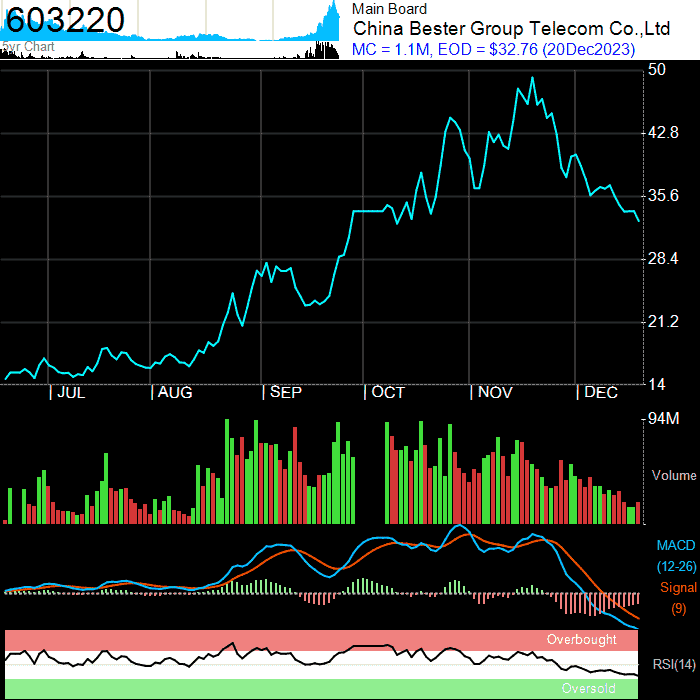 603220
5yr Chart
Main Board
China Bester Group Telecom Co.,Ltd
MC = 1.1M, EOD = $32.76 (20Dec2023)
50
42.8
35.6
28.4
21.2
14
JUL AUG SEP OCT NOV DEC
94M
Volume
MACD
(12-26)
Signal
(9)
Overbought
RSI(14)
Oversold